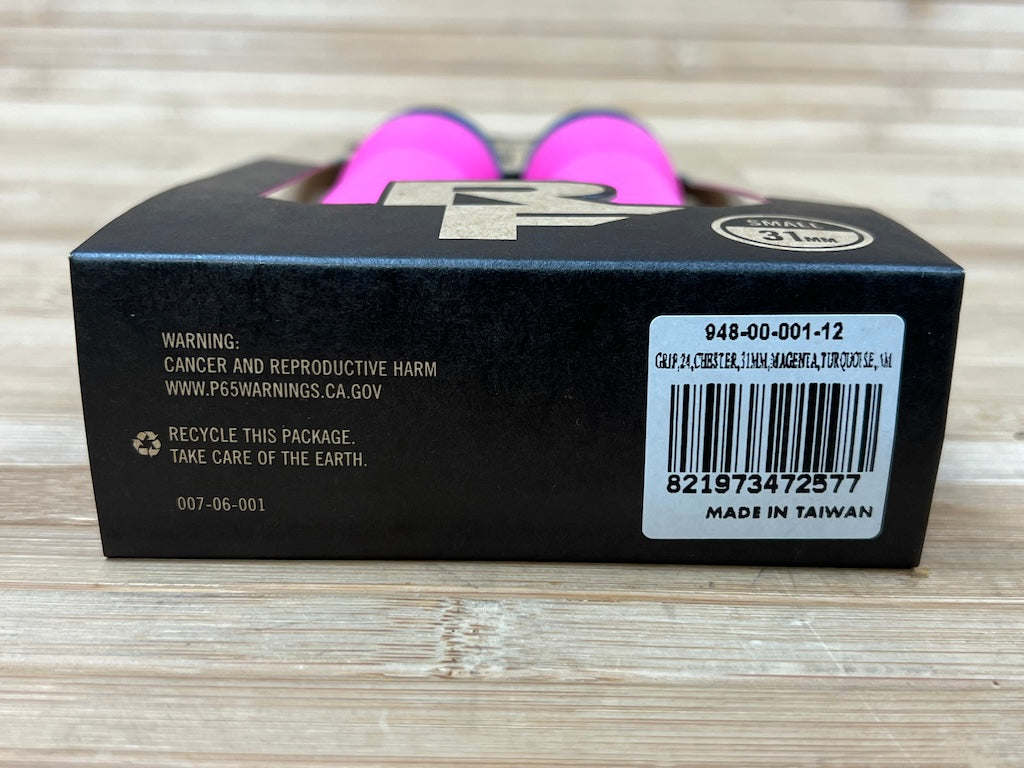 SMALL
31MM
WARNING:
CANCER AND REPRODUCTIVE HARM
WWW.P65WARNINGS.CA.GOV
RECYCLE THIS PACKAGE.
TAKE CARE OF THE EARTH.
007-06-001
948-00-001-12
GRIP,24,CHESTER,31MM,MAGENTA,TURQUOISE,
821973472577
MADE IN TAIWAN